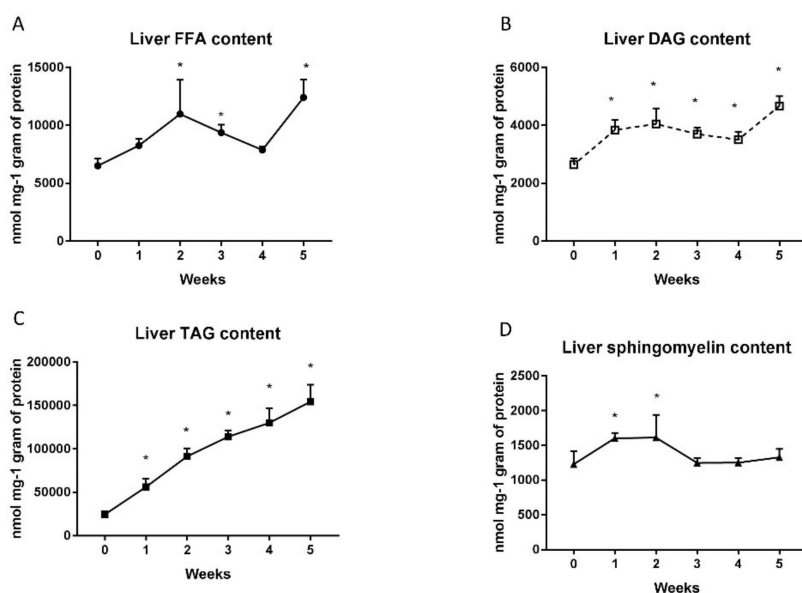 A
Liver FFA content
nmol mg-1 gram of protein
15000
10000
5000
0
* * *
0 1 2 3 4 5
Weeks
B
Liver DAG content
nmol mg-1 gram of protein
6000
4000
2000
0
* * * * *
0 1 2 3 4 5
Weeks
C
Liver TAG content
nmol mg-1 gram of protein
200000
150000
100000
50000
0
* * * * *
0 1 2 3 4 5
Weeks
D
Liver sphingomyelin content
nmol mg-1 gram of protein
2500
2000
1500
1000
500
0
* *
0 1 2 3 4 5
Weeks